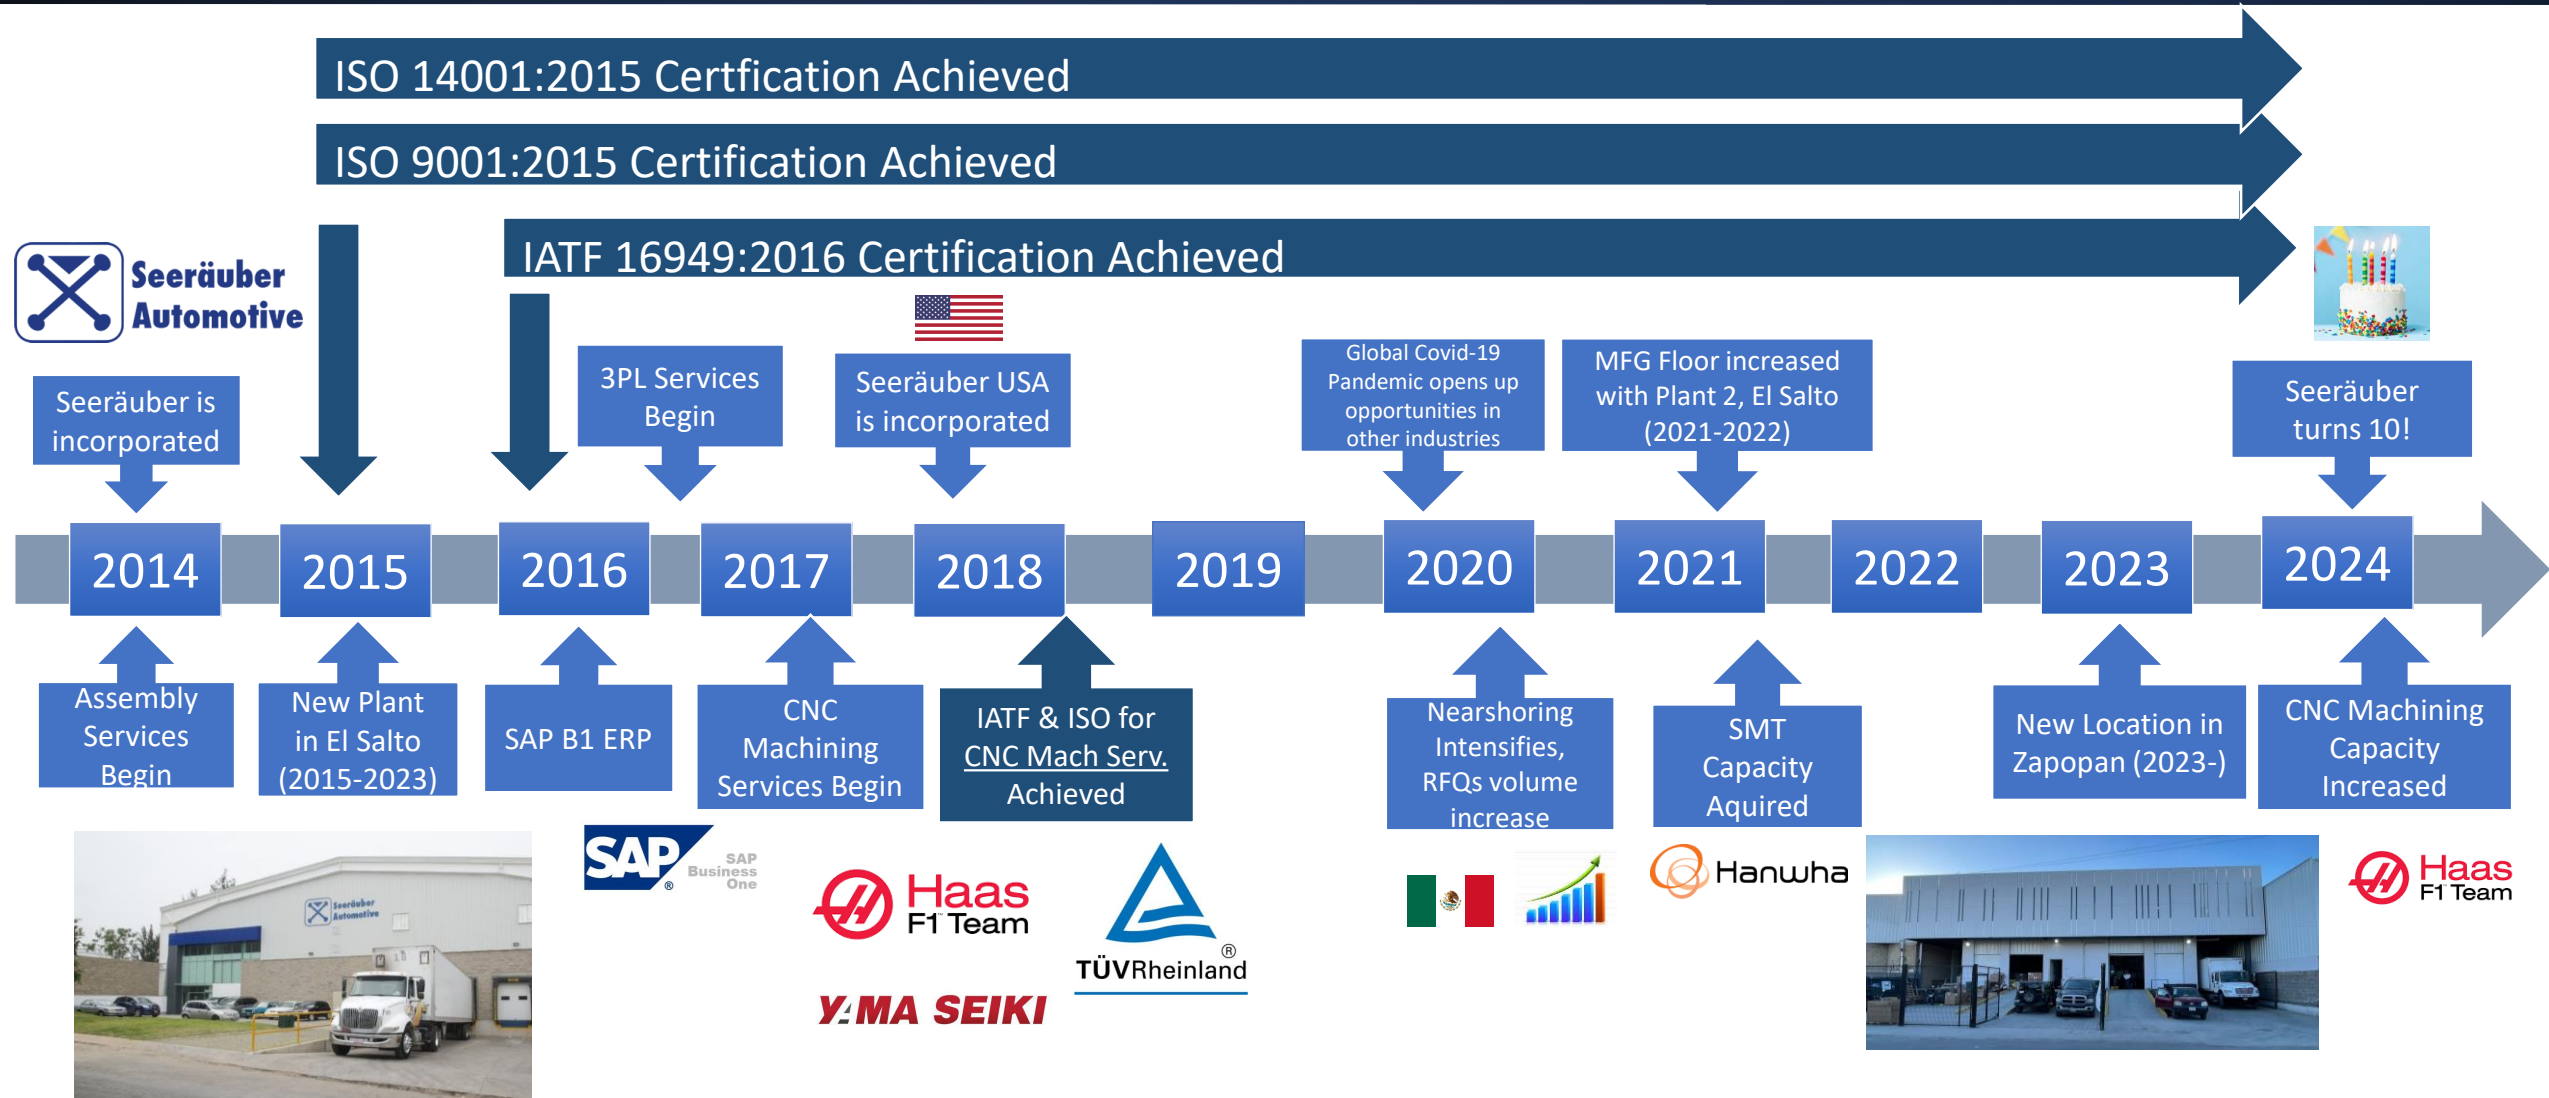 ISO 14001:2015 Certfication Achieved
ISO 9001:2015 Certification Achieved
IATF 16949:2016 Certification Achieved
Seeräuber
Automotive
Seeräuber is
incorporated
3PL Services
Begin
Seeräuber USA
is incorporated
Global Covid-19
Pandemic opens up
opportunities in
other industries
MFG Floor increased
with Plant 2, El Salto
(2021-2022)
Seeräuber
turns 10!
2014
2015
2016
2017
2018
2019
2020
2021
2022
2023
2024
Assembly
Services
Begin
New Plant
in El Salto
(2015-2023)
SAP B1 ERP
CNC
Machining
Services Begin
IATF & ISO for
CNC Mach Serv.
Achieved
Nearshoring
Intensifies,
RFQs volume
increase
SMT
Capacity
Aquired
New Location in
Zapopan (2023-)
CNC Machining
Capacity
Increased
Seeräuber
Automotive
SAP®
SAP
Business
One
Haas
F1™Team
YAMA SEIKI
TÜVRheinland®
Hanwha
Haas
F1™Team